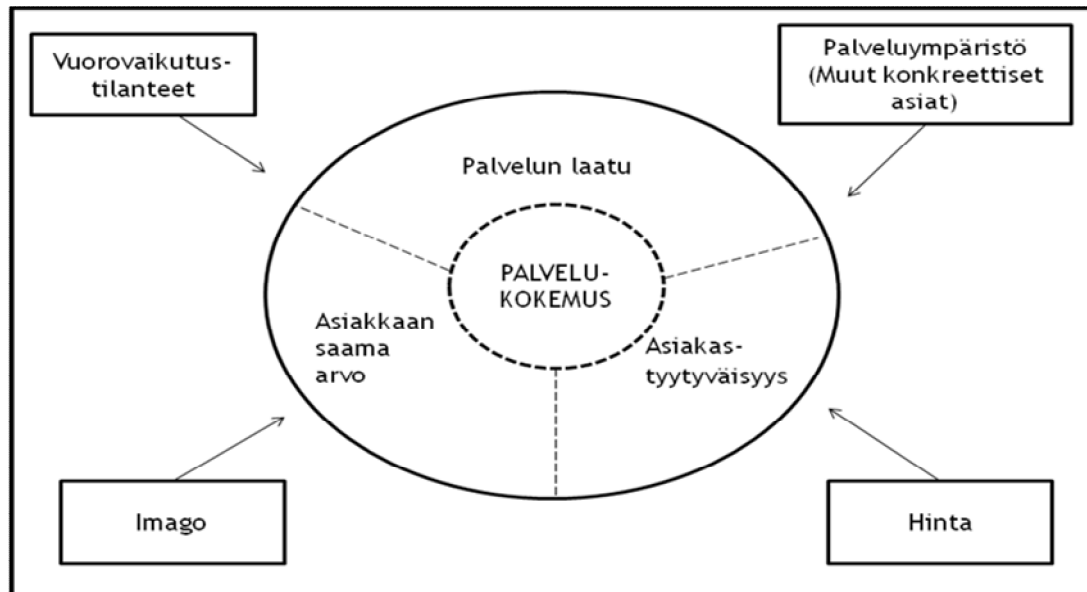 Vuorovaikutus-
tilanteet
Palveluympäristö
(Muut konkreettiset
asiat)
Palvelun laatu
PALVELU-
KOKEMUS
Asiakkaan
saama
arvo
Asiakas-
tyytyväisyys
Imago
Hinta